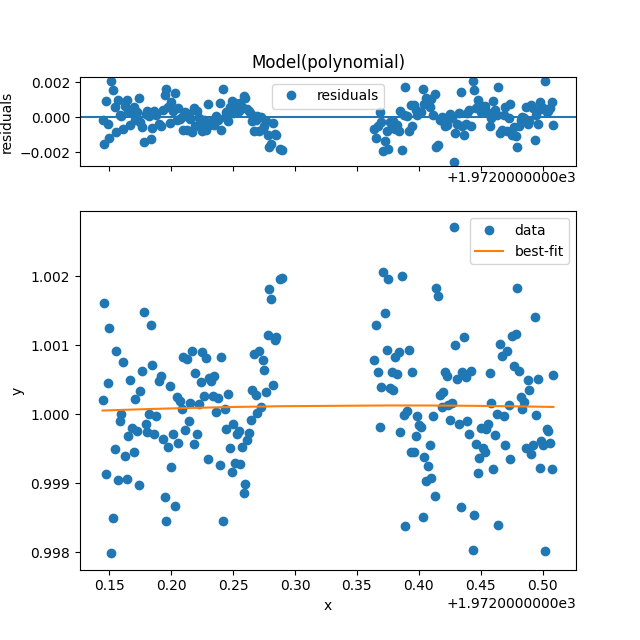 Model(polynomial)
0.002
0.000
−0.002
residuals
residuals
+1.9720000000e3
1.002
1.001
1.000
0.999
0.998
y
data
best-fit
0.15 0.20 0.25 0.30 0.35 0.40 0.45 0.50
x
+1.9720000000e3